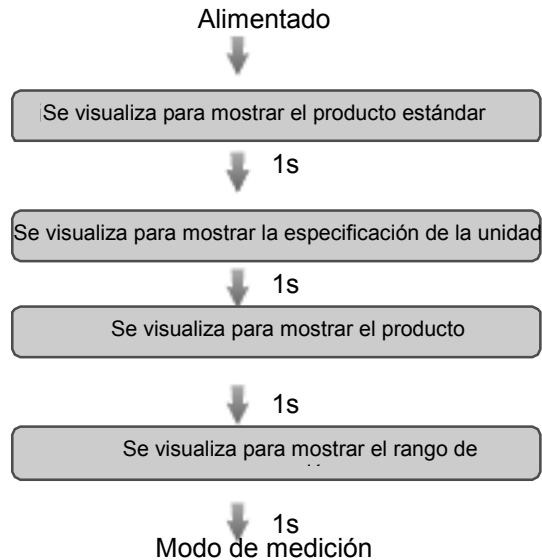 Alimentado
Se visualiza para mostrar el producto estándar
1s
Se visualiza para mostrar la especificación de la unidad
1s
Se visualiza para mostrar el producto
1s
Se visualiza para mostrar el rango de
1s
Modo de medición